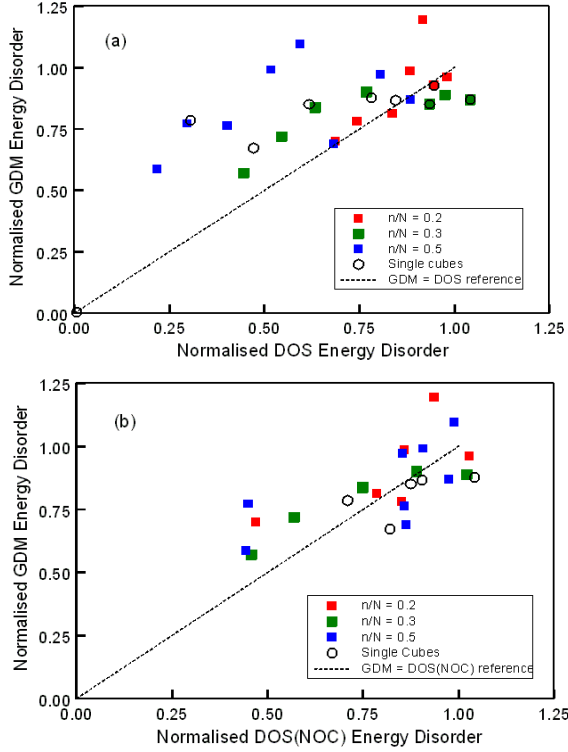 (a)
1.25
1.00
0.75
0.50
0.25
0.00
Normalised GDM Energy Disorder
n/N = 0.2
n/N = 0.3
n/N = 0.5
Single cubes
GDM = DOS reference
0.00 0.25 0.50 0.75 1.00 1.25
Normalised DOS Energy Disorder
(b)
1.25
1.00
0.75
0.50
0.25
0.00
Normalised GDM Energy Disorder
n/N = 0.2
n/N = 0.3
n/N = 0.5
Single Cubes
GDM = DOS(NOC) reference
0.00 0.25 0.50 0.75 1.00 1.25
Normalised DOS(NOC) Energy Disorder